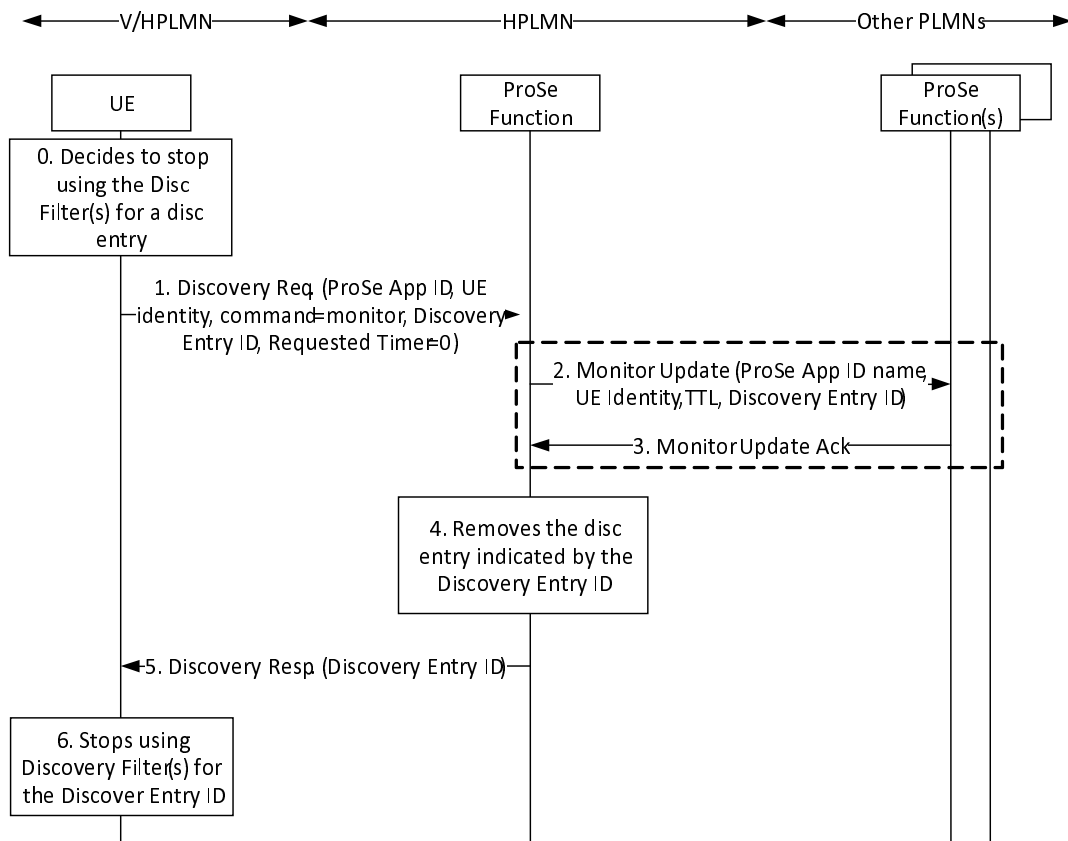 V/HPLMN
HPLMN
Other PLMNs
UE
ProSe
Function
ProSe
Function(s)
0. Decides to stop
using the Disc
Filter(s) for a disc
entry
1. Discovery Req. (ProSe App ID, UE
identity, command=monitor, Discovery
Entry ID, Requested Timer=0)
2. Monitor Update (ProSe App ID name,
UE Identity,TTL, Discovery Entry ID)
3. Monitor Update Ack
4. Removes the disc
entry indicated by the
Discovery Entry ID
5. Discovery Resp. (Discovery Entry ID)
6. Stops using
Discovery Filter(s) for
the Discover Entry ID